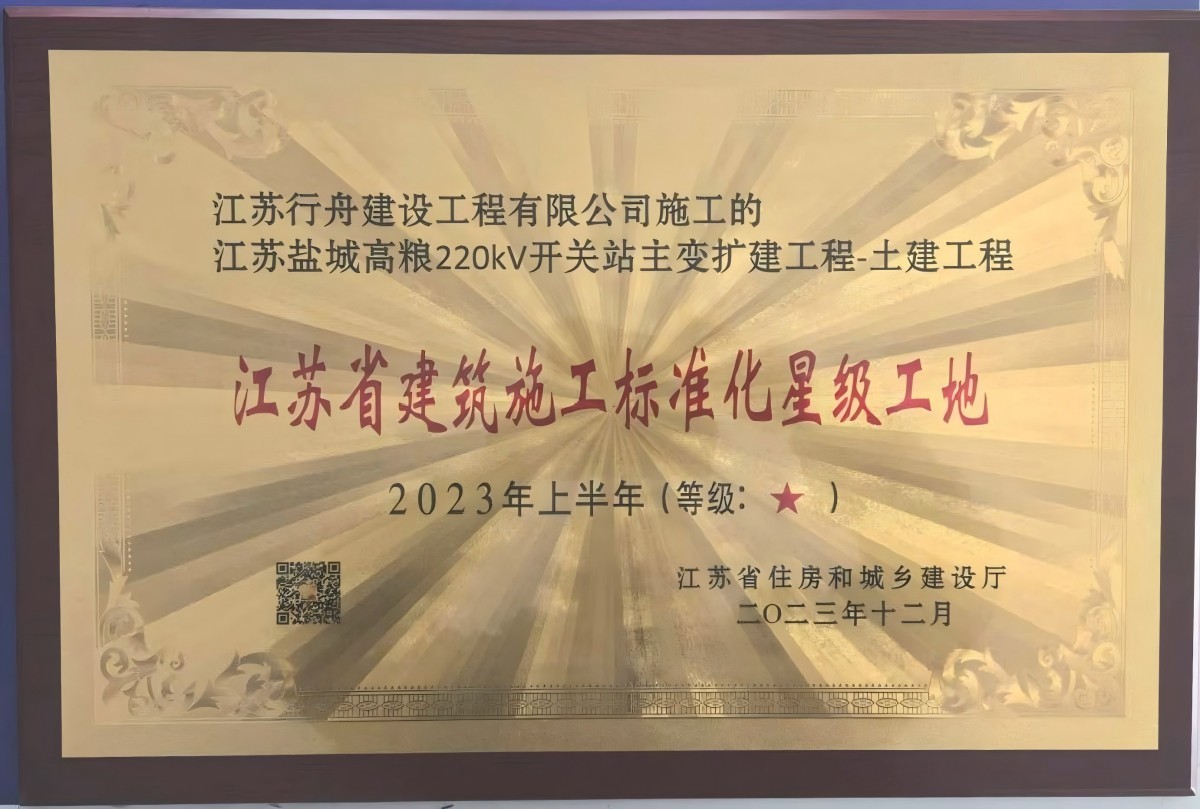 江苏行舟建设工程有限公司施工的
江苏盐城高粮220kV开关站主变扩建工程-土建工程
江苏省建筑施工标准化星级工地
2023年上半年(等级：★)
江苏省住房和城乡建设厅
二〇二三年十二月